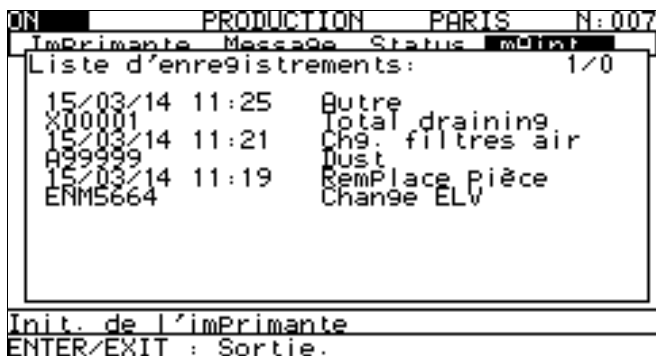 ON PRODUCTION PARIS N:007
Imprimante Message Status mAint
Liste d'enregistrements: 1/0
15/03/14 11:25 Autre
X00001 Total draining
15/03/14 11:21 Chg. filtres air
A99999 Dust
15/03/14 11:19 Remplace pièce
ENM5664 Change ELV
Init. de l'imprimante
ENTER/EXIT : Sortie.